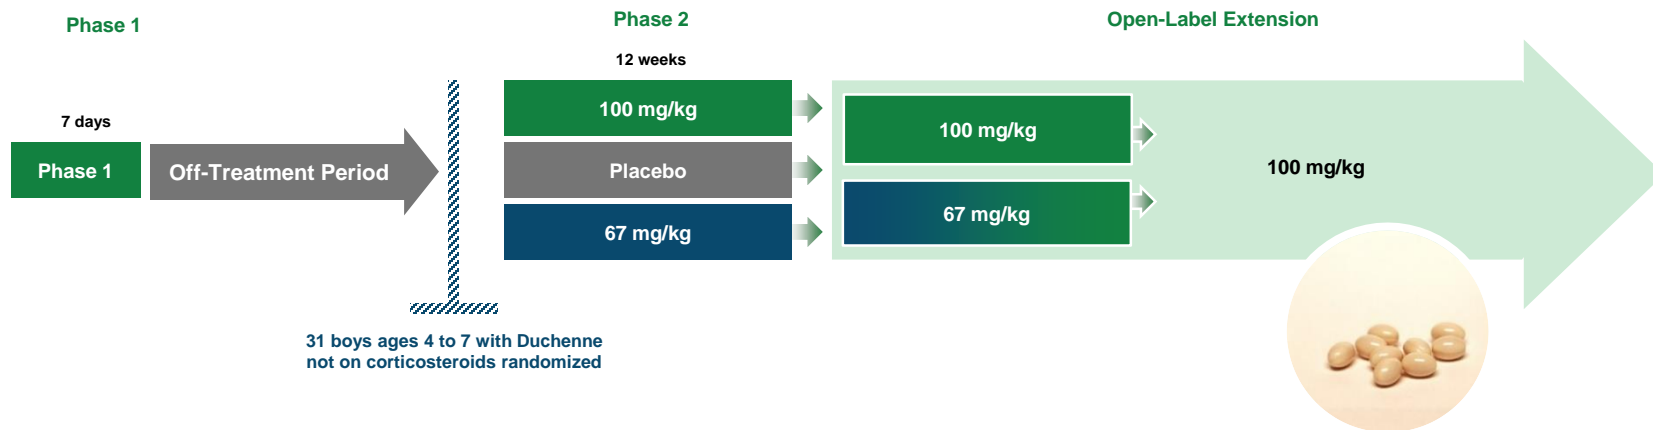 Phase 1
Phase 2
Open-Label Extension
7 days
12 weeks
Phase 1
Off-Treatment Period
100 mg/kg
Placebo
67 mg/kg
100 mg/kg
67 mg/kg
100 mg/kg
31 boys ages 4 to 7 with Duchenne
not on corticosteroids randomized